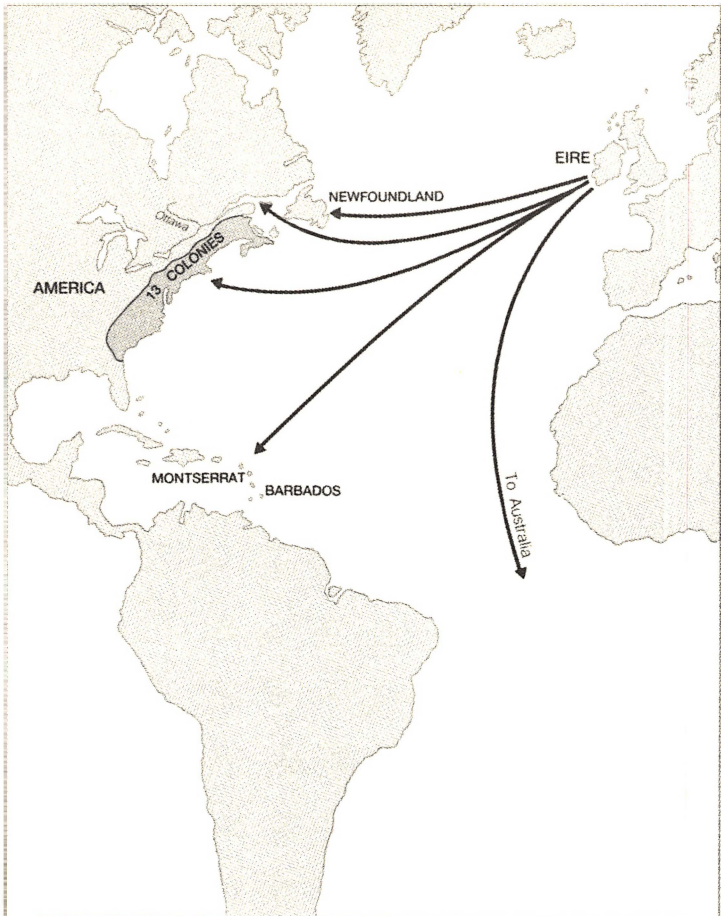 EIRE
NEWFOUNDLAND
Ottawa
13 COLONIES
AMERICA
MONTSERRAT
BARBADOS
To Australia